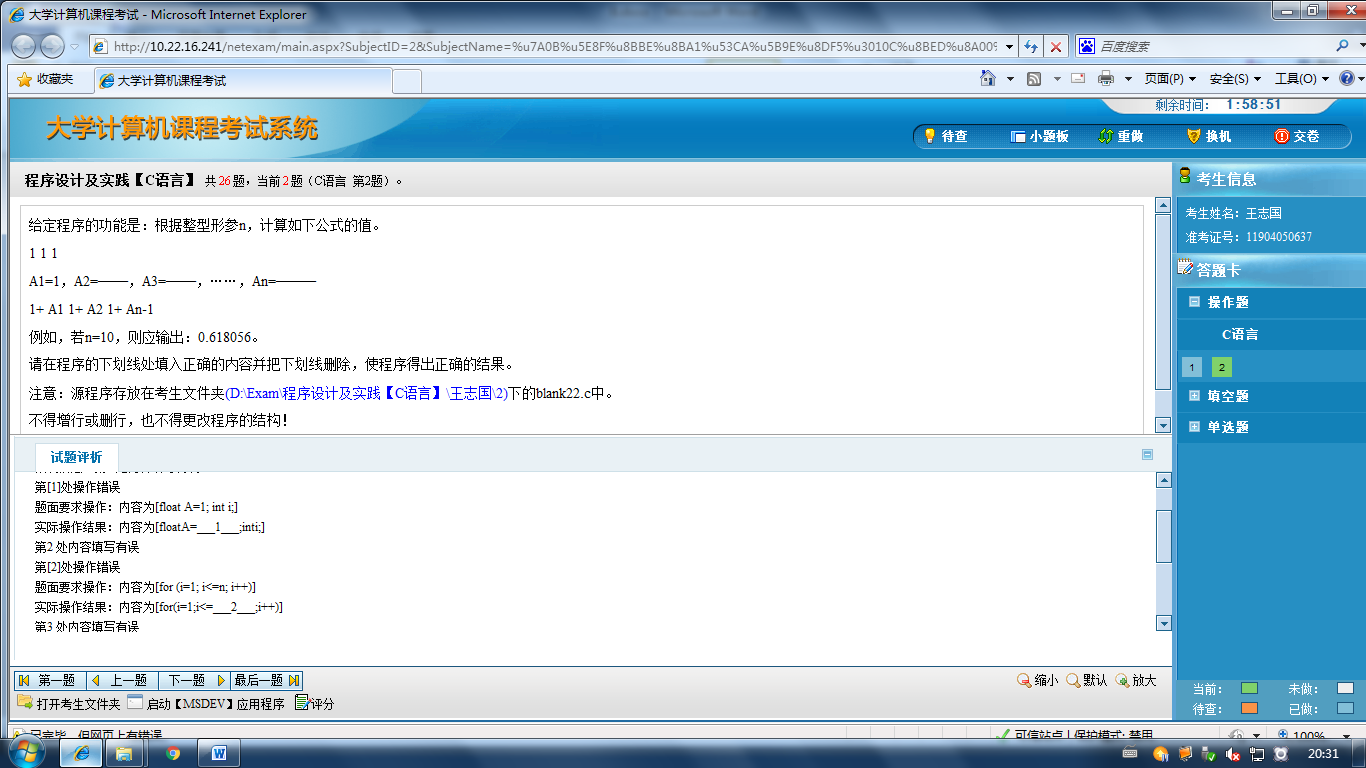 大学计算机课程考试 - Microsoft Internet Explorer
http://10.22.16.241/netexam/main.aspx?SubjectID=2&SubjectName=%u7A0B%u5E8F%u8BBE%u8BA1%u53CA%u5B9E%u8DF5%u3010C%u8BED%u8A009
百度搜索
收藏夹
大学计算机课程考试
页面(P)
安全(S)
工具(O)
剩余时间: 1:58:51
大学计算机课程考试系统
待查
小题板
重做
换机
交卷
程序设计及实践【C语言】 共26题，当前2题（C语言 第2题）。
给定程序的功能是：根据整型形参n，计算如下公式的值。
1 1 1
A1=1，A2=───，A3=───，……，An=────
1+ A1 1+ A2 1+ An-1
例如，若n=10，则应输出：0.618056。
请在程序的下划线处填入正确的内容并把下划线删除，使程序得出正确的结果。
注意：源程序存放在考生文件夹(D:\Exam\程序设计及实践【C语言】\王志国\2)下的blank22.c中。
不得增行或删行，也不得更改程序的结构！
试题评析
第[1]处操作错误
题面要求操作：内容为[float A=1; int i;]
实际操作结果：内容为[floatA=___1___;inti;]
第2 处内容填写有误
第[2]处操作错误
题面要求操作：内容为[for (i=1; i<=n; i++)]
实际操作结果：内容为[for(i=1;i<=___2___;i++)]
第3 处内容填写有误
第一题
上一题
下一题
最后一题
缩小
默认
放大
打开考生文件夹
启动【MSDEV】应用程序
评分
考生信息
考生姓名：王志国
准考证号：11904050637
答题卡
操作题
C语言
1
2
填空题
单选题
当前：
未做：
待查：
已做：
已完毕，但网页上有错误
可信站点 | 保护模式: 禁用
100%
20:31